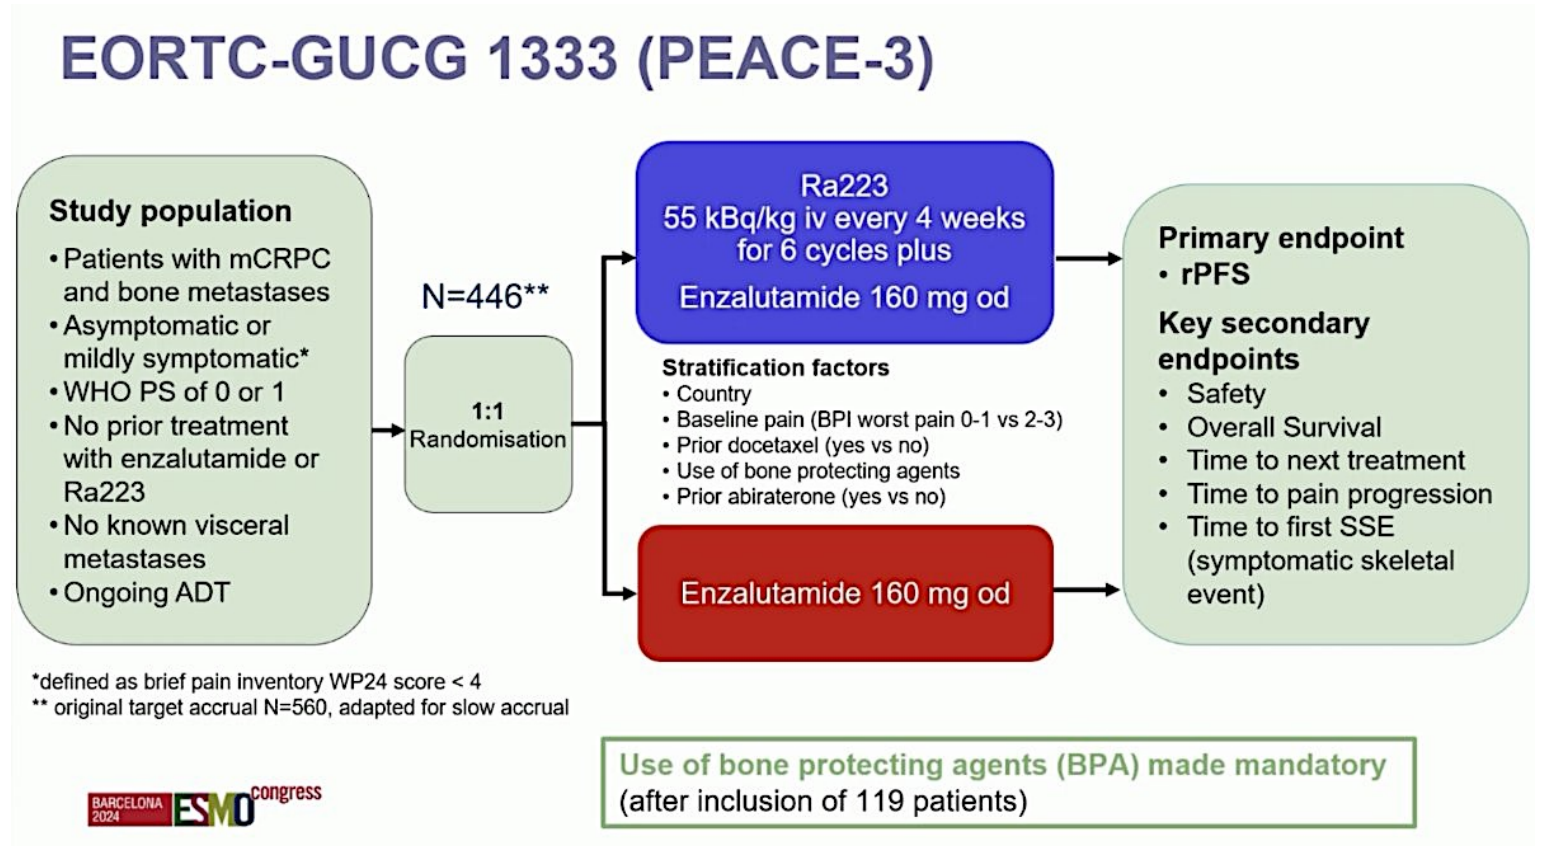 EORTC-GUCG 1333 (PEACE-3)
Study population
• Patients with mCRPC
and bone metastases
• Asymptomatic or
mildly symptomatic*
• WHO PS of 0 or 1
• No prior treatment
with enzalutamide or
Ra223
• No known visceral
metastases
• Ongoing ADT
N=446**
1:1
Randomisation
Ra223
55 kBq/kg iv every 4 weeks
for 6 cycles plus
Enzalutamide 160 mg od
Stratification factors
• Country
• Baseline pain (BPI worst pain 0-1 vs 2-3)
• Prior docetaxel (yes vs no)
• Use of bone protecting agents
• Prior abiraterone (yes vs no)
Enzalutamide 160 mg od
Primary endpoint
• rPFS
Key secondary
endpoints
• Safety
• Overall Survival
• Time to next treatment
• Time to pain progression
• Time to first SSE
(symptomatic skeletal
event)
*defined as brief pain inventory WP24 score < 4
** original target accrual N=560, adapted for slow accrual
Use of bone protecting agents (BPA) made mandatory
(after inclusion of 119 patients)
BARCELONA
2024
ESMO congress